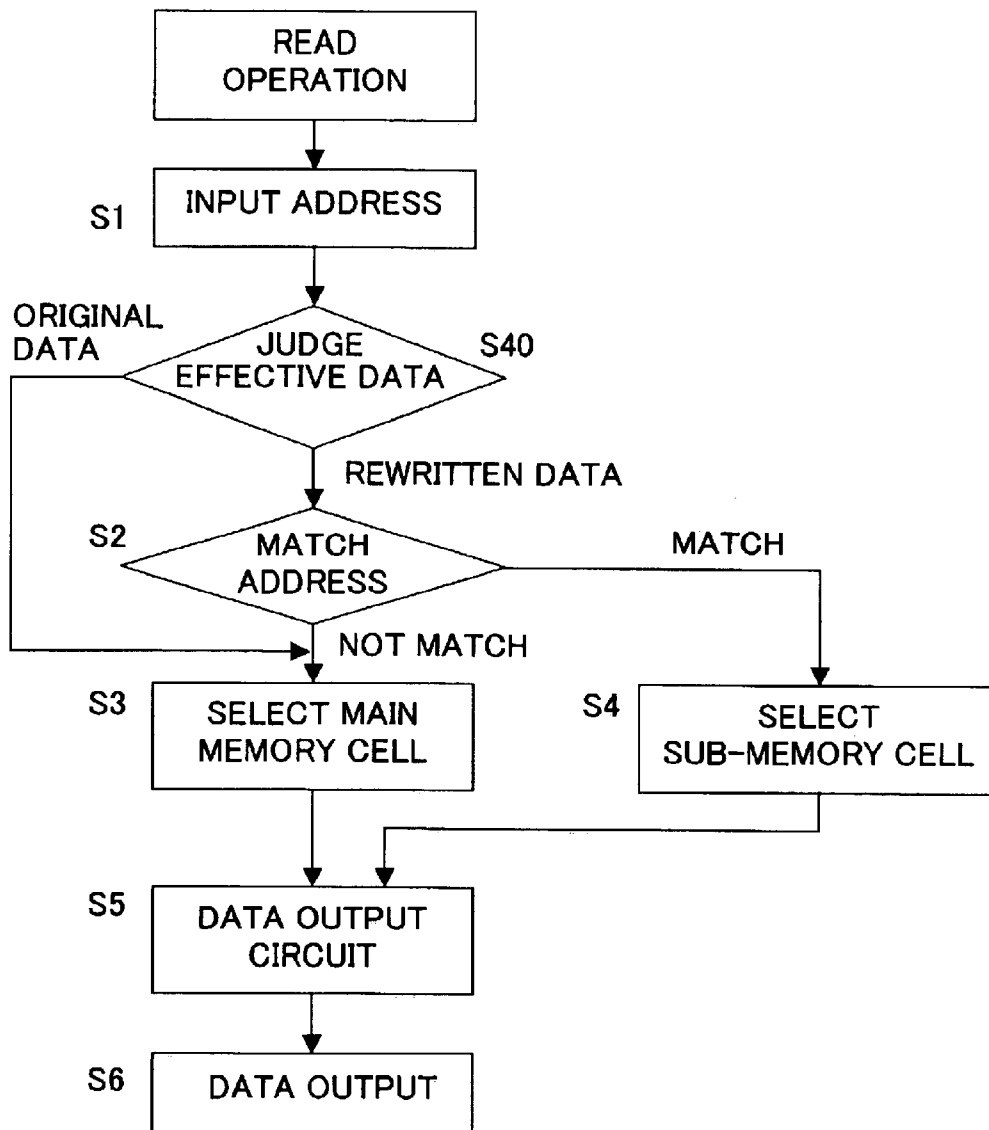 READ
OPERATION
S1
INPUT ADDRESS
ORIGINAL
DATA
JUDGE
EFFECTIVE DATA
S40
REWRITTEN DATA
S2
MATCH
ADDRESS
MATCH
NOT MATCH
S3
SELECT MAIN
MEMORY CELL
S4
SELECT
SUB-MEMORY CELL
S5
DATA OUTPUT
CIRCUIT
S6
DATA OUTPUT